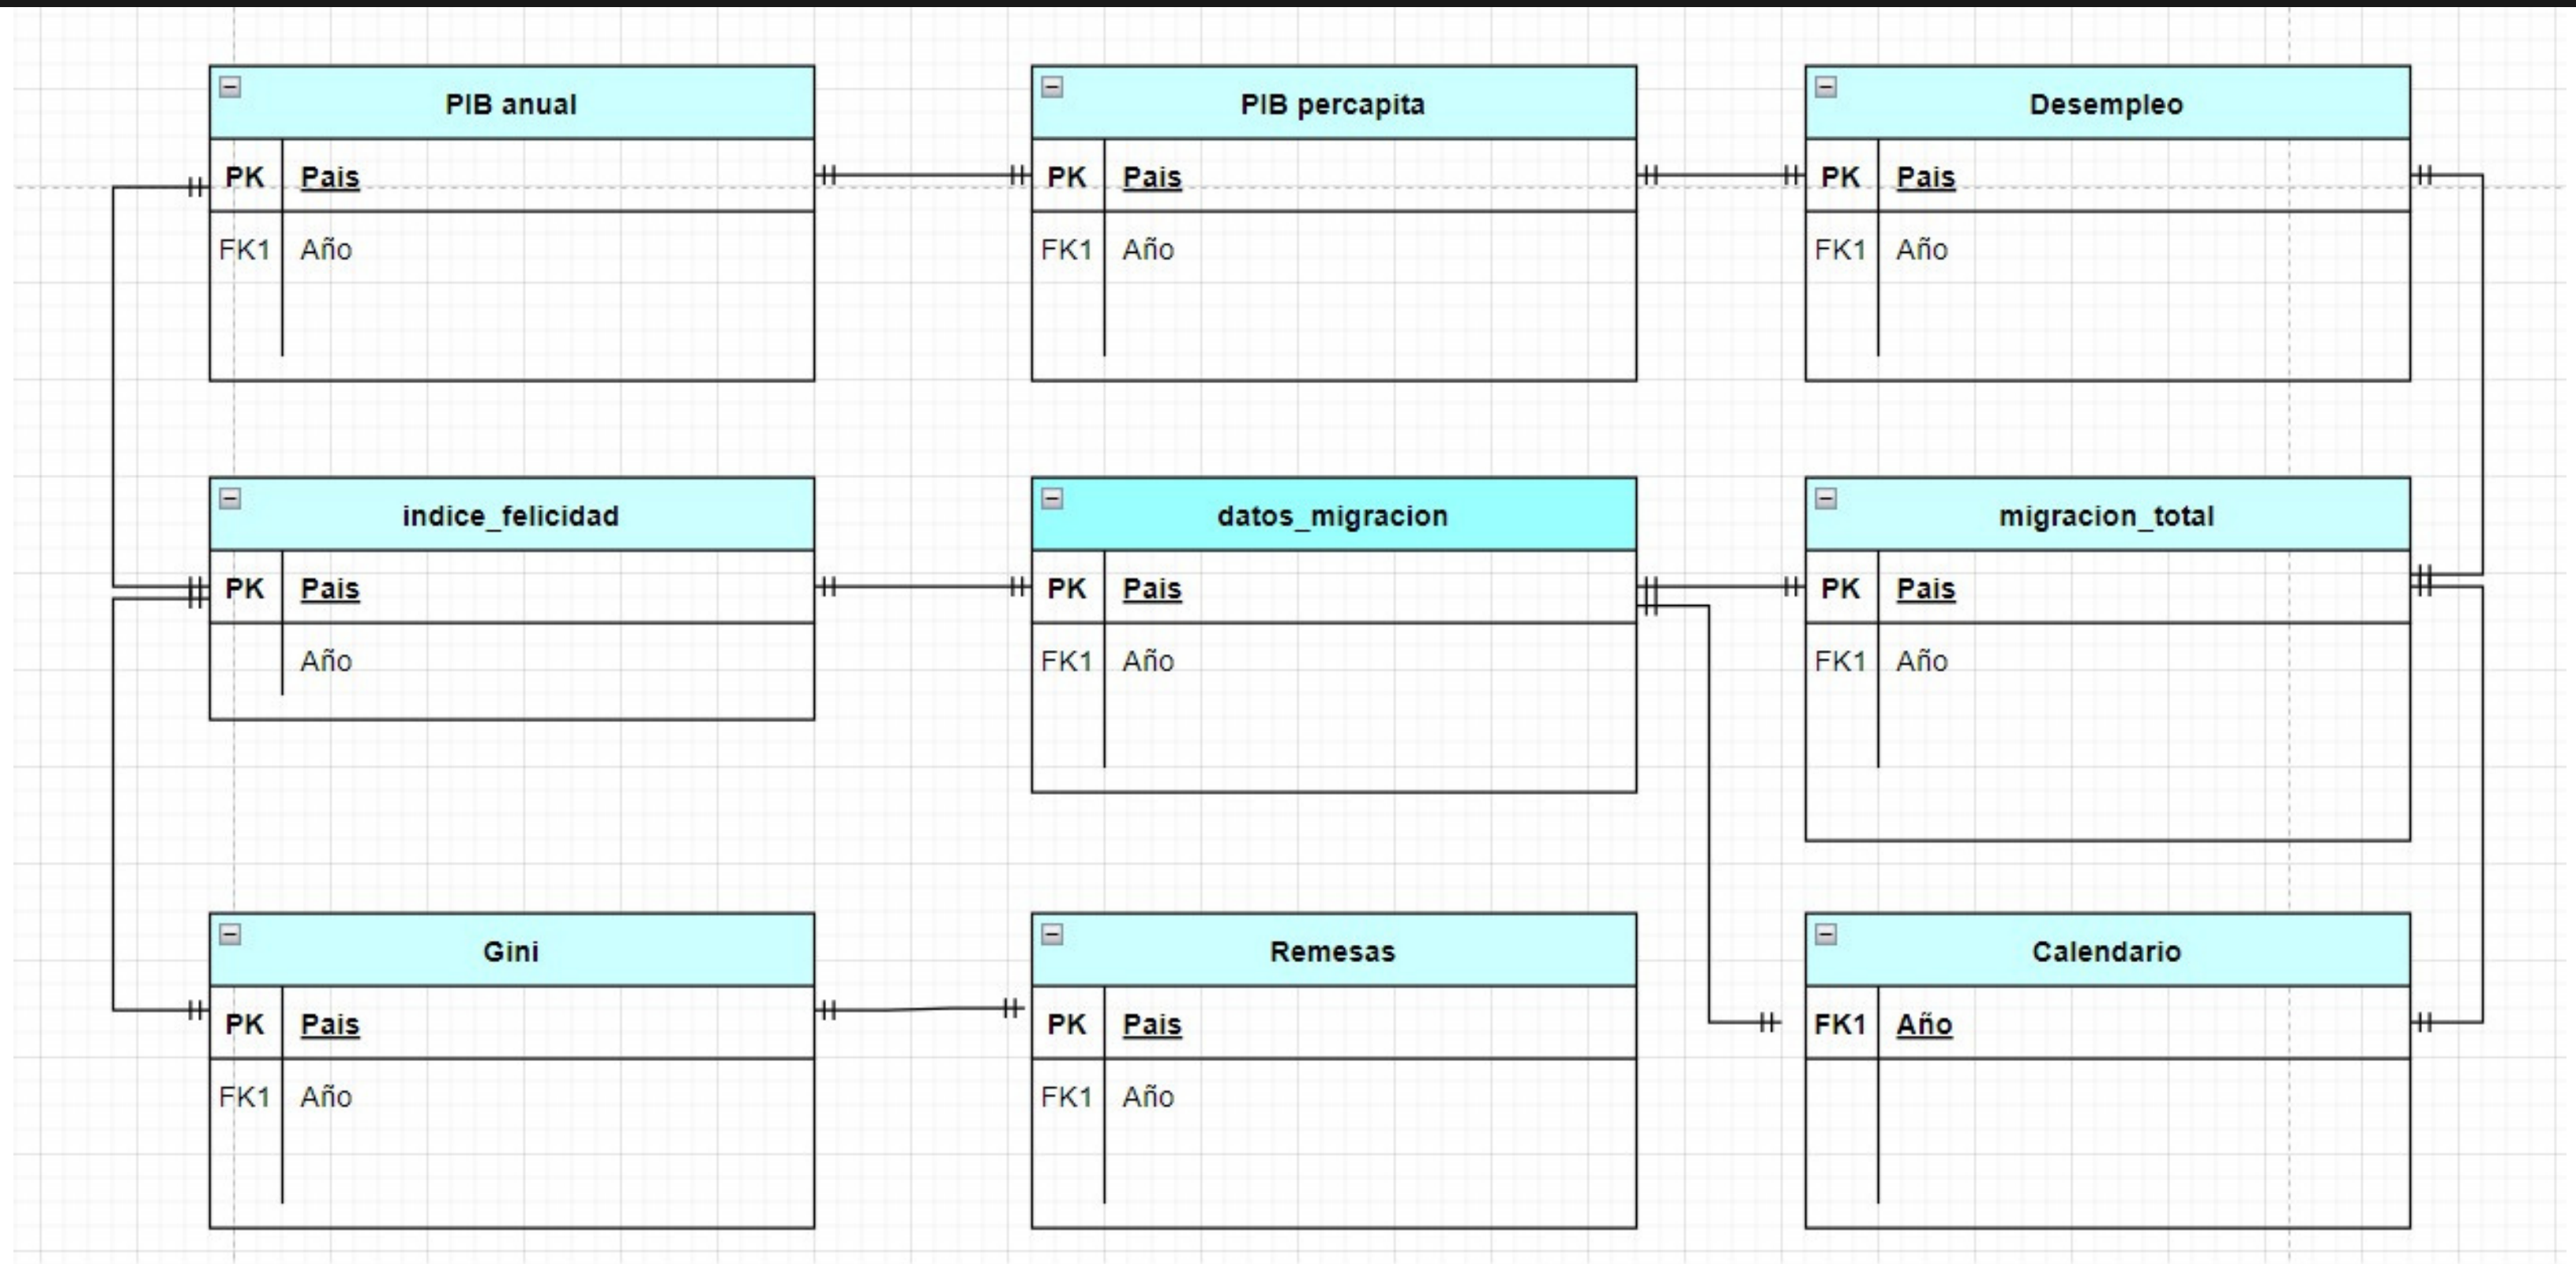 PIB anual
PK Pais
FK1 Año
PIB percapita
PK Pais
FK1 Año
Desempleo
PK Pais
FK1 Año
indice_felicidad
PK Pais
Año
datos_migracion
PK Pais
FK1 Año
migracion_total
PK Pais
FK1 Año
Gini
PK Pais
FK1 Año
Remesas
PK Pais
FK1 Año
Calendario
FK1 Año